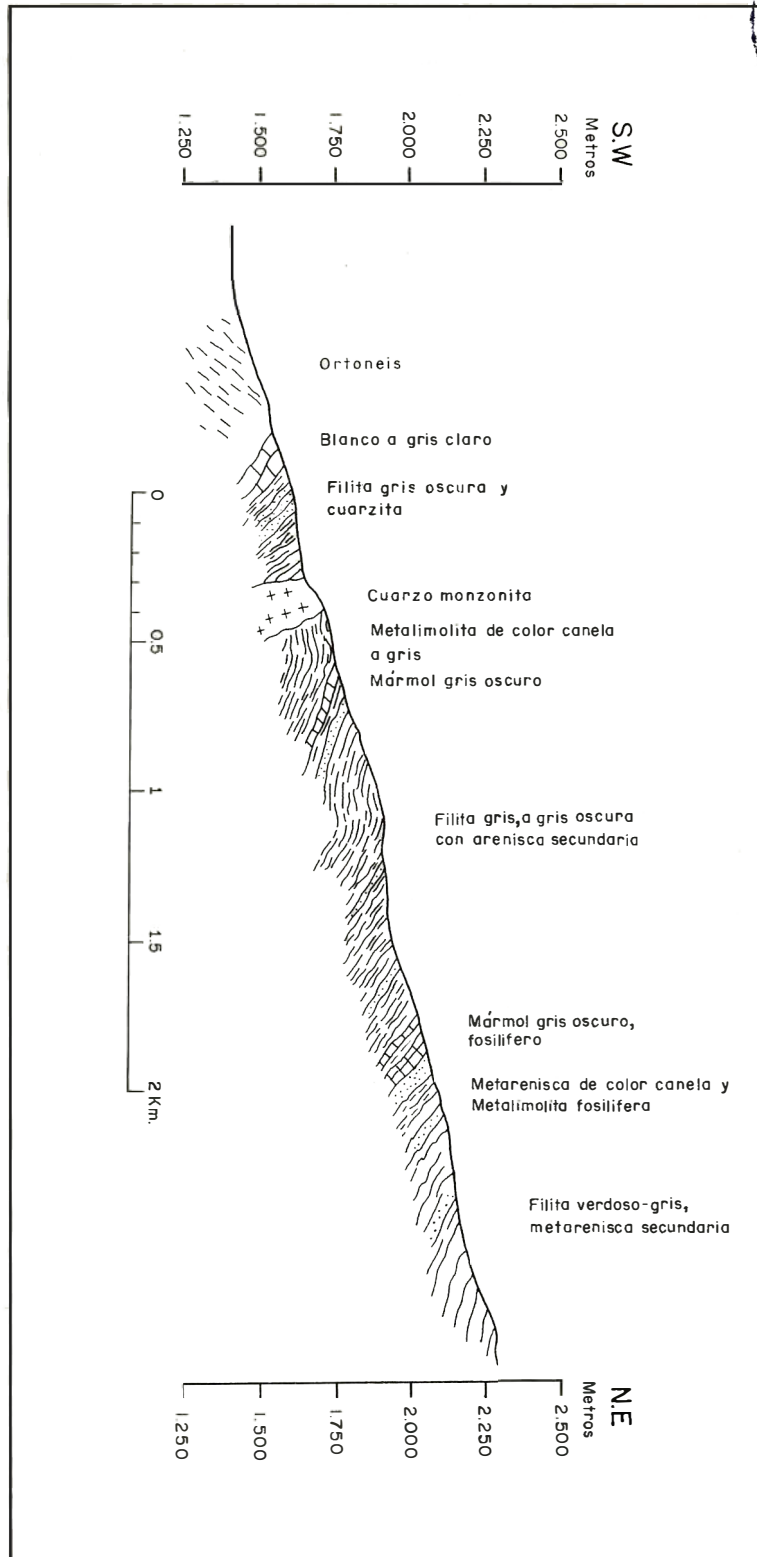 S.W
Metros
2.500
2.250
2.000
1.750
1.500
1.250
Ortoneis
Blanco a gris claro
Filita gris oscura y
cuarzita
Cuarzo monzonita
Metalimolita de color canela
a gris
Mármol gris oscuro
Filita gris, a gris oscura
con arenisca secundaria
Mármol gris oscuro,
fosilifero
Metarenisca de color canela y
Metalimolita fosilifera
Filita verdoso-gris,
metarenisca secundaria
0
0.5
1
1.5
2 Km.
N.E
Metros
2.500
2.250
2.000
1.750
1.500
1.250